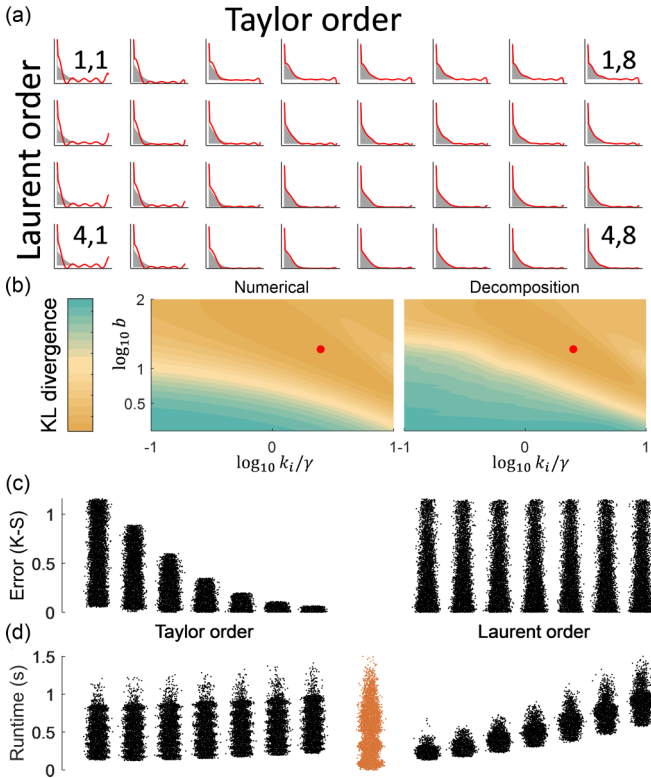 (a)
Taylor order
Laurent order
1,1
1,8
4,1
4,8
(b)
Numerical
Decomposition
KL divergence
log₁₀ b
2
1
0.5
-1
0
1
-1
0
1
log₁₀ kᵢ/γ
log₁₀ kᵢ/γ
(c)
Error (K-S)
1
0.5
0
Taylor order
Laurent order
(d)
Runtime (s)
1.5
1
0.5
0